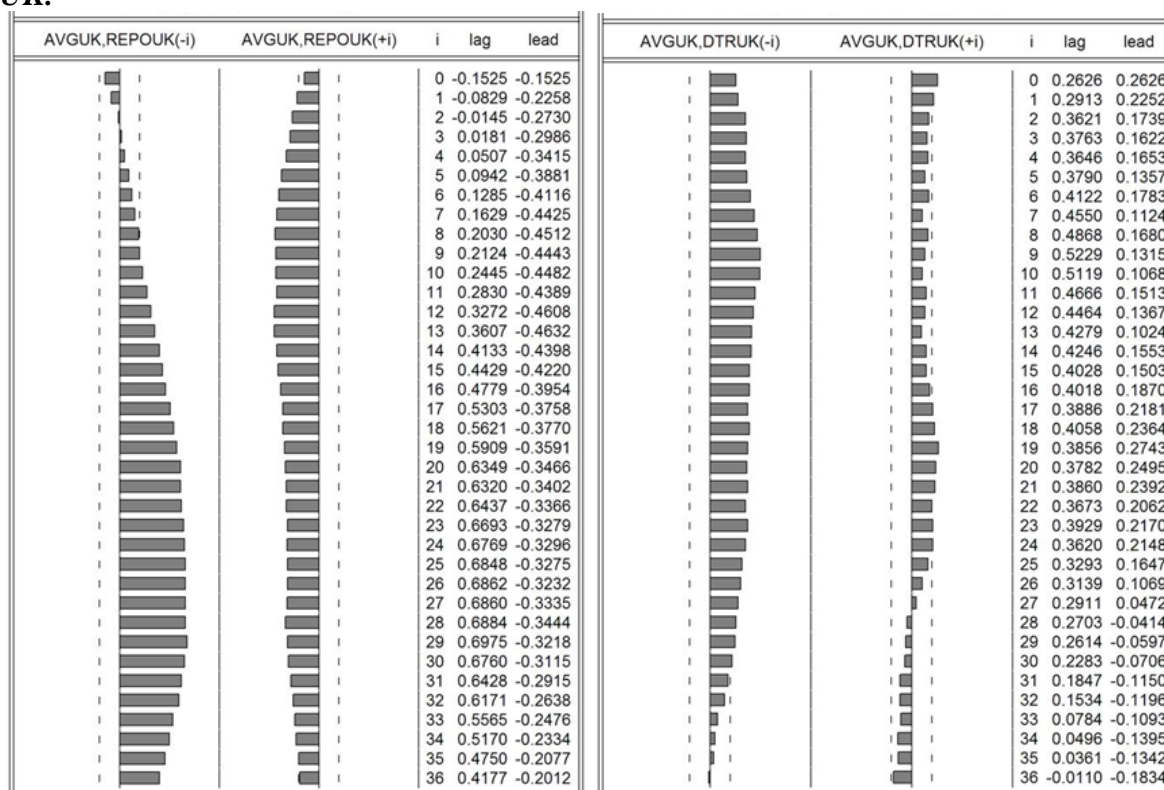 UK.
AVGUK,REPOUK(-i) AVGUK,REPOUK(+i) i lag lead
0 -0.1525 -0.1525
1 -0.0829 -0.2258
2 -0.0145 -0.2730
3 0.0181 -0.2986
4 0.0507 -0.3415
5 0.0942 -0.3881
6 0.1285 -0.4116
7 0.1629 -0.4425
8 0.2030 -0.4512
9 0.2124 -0.4443
10 0.2445 -0.4482
11 0.2830 -0.4389
12 0.3272 -0.4608
13 0.3607 -0.4632
14 0.4133 -0.4398
15 0.4429 -0.4220
16 0.4779 -0.3954
17 0.5303 -0.3758
18 0.5621 -0.3770
19 0.5909 -0.3591
20 0.6349 -0.3466
21 0.6320 -0.3402
22 0.6437 -0.3366
23 0.6693 -0.3279
24 0.6769 -0.3296
25 0.6848 -0.3275
26 0.6862 -0.3232
27 0.6860 -0.3335
28 0.6884 -0.3444
29 0.6975 -0.3218
30 0.6760 -0.3115
31 0.6428 -0.2915
32 0.6171 -0.2638
33 0.5565 -0.2476
34 0.5170 -0.2334
35 0.4750 -0.2077
36 0.4177 -0.2012
AVGUK,DTRUK(-i) AVGUK,DTRUK(+i) i lag lead
0 0.2626 0.2626
1 0.2913 0.2252
2 0.3621 0.1739
3 0.3763 0.1622
4 0.3646 0.1653
5 0.3790 0.1357
6 0.4122 0.1783
7 0.4550 0.1124
8 0.4868 0.1680
9 0.5229 0.1315
10 0.5119 0.1068
11 0.4666 0.1513
12 0.4464 0.1367
13 0.4279 0.1024
14 0.4246 0.1553
15 0.4028 0.1503
16 0.4018 0.1870
17 0.3886 0.2181
18 0.4058 0.2364
19 0.3856 0.2743
20 0.3782 0.2495
21 0.3860 0.2392
22 0.3673 0.2062
23 0.3929 0.2170
24 0.3620 0.2148
25 0.3293 0.1647
26 0.3139 0.1069
27 0.2911 0.0472
28 0.2703 -0.0414
29 0.2614 -0.0597
30 0.2283 -0.0706
31 0.1847 -0.1150
32 0.1534 -0.1196
33 0.0784 -0.1093
34 0.0496 -0.1395
35 0.0361 -0.1342
36 -0.0110 -0.1834